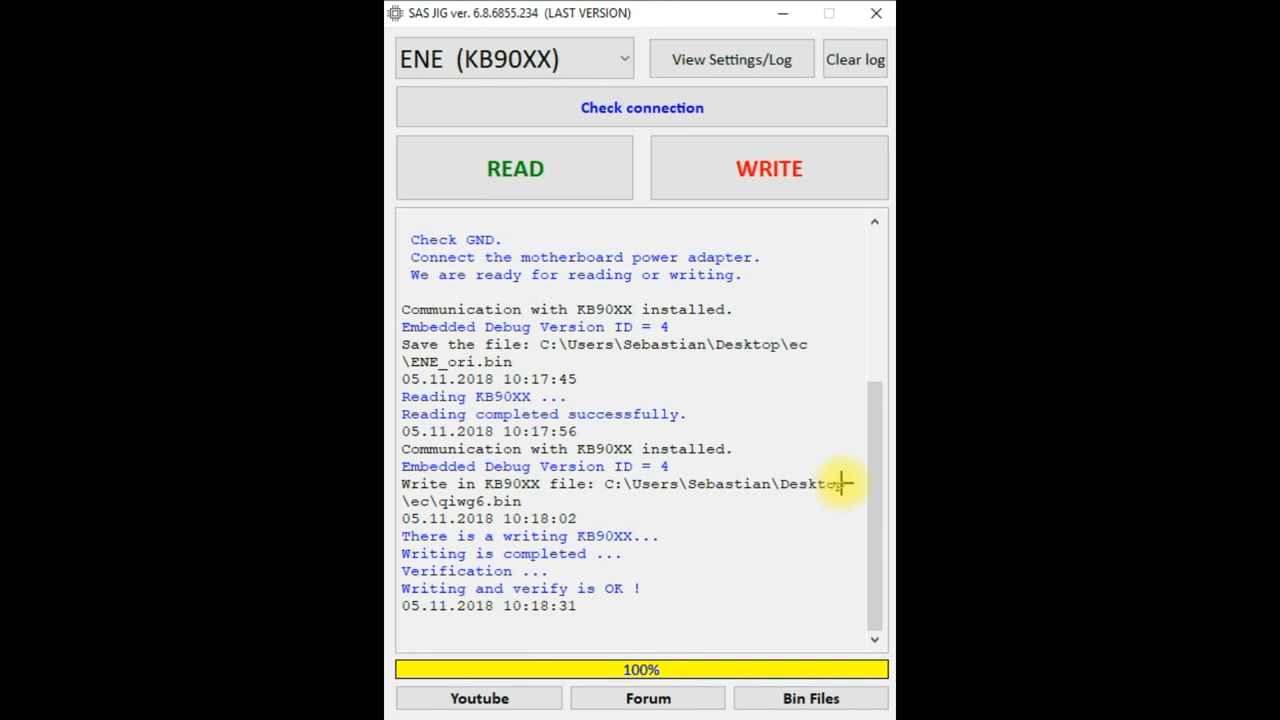 SAS JIG ver. 6.8.6855.234 (LAST VERSION)
ENE (KB90XX)
View Settings/Log
Clear log
Check connection
READ
WRITE
Check GND.
Connect the motherboard power adapter.
We are ready for reading or writing.
Communication with KB90XX installed.
Embedded Debug Version ID = 4
Save the file: C:\Users\Sebastian\Desktop\ec
\ENE_ori.bin
05.11.2018 10:17:45
Reading KB90XX ...
Reading completed successfully.
05.11.2018 10:17:56
Communication with KB90XX installed.
Embedded Debug Version ID = 4
Write in KB90XX file: C:\Users\Sebastian\Desktop
\ec\qiwg6.bin
05.11.2018 10:18:02
There is a writing KB90XX...
Writing is completed ...
Verification ...
Writing and verify is OK !
05.11.2018 10:18:31
100%
Youtube
Forum
Bin Files